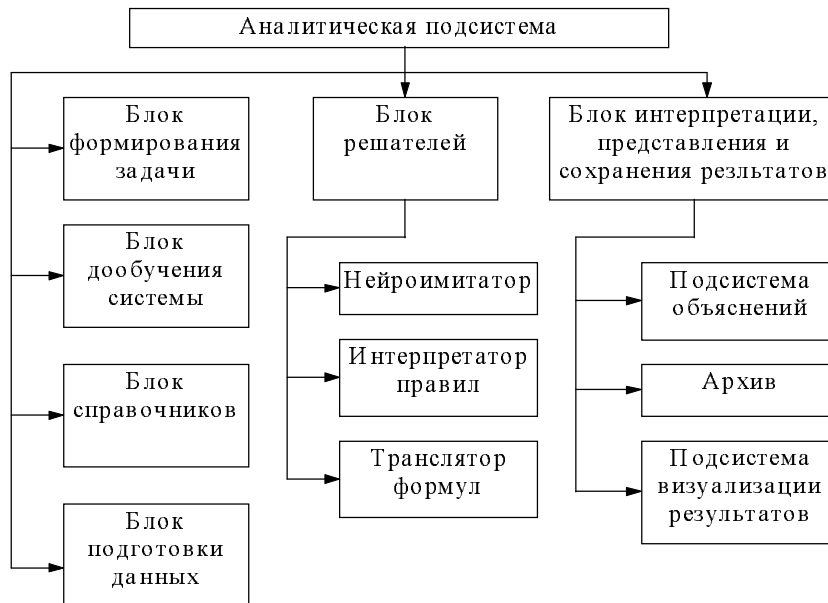 Аналитическая подсистема
Блок
формирования
задачи
Блок
дообучения
системы
Блок
справочников
Блок
подготовки
данных
Блок
решателей
Нейроимитатор
Интерпретатор
правил
Транслятор
формул
Блок интерпретации,
представления и
сохранения резльтатов
Подсистема
объяснений
Архив
Подсистема
визуализации
результатов